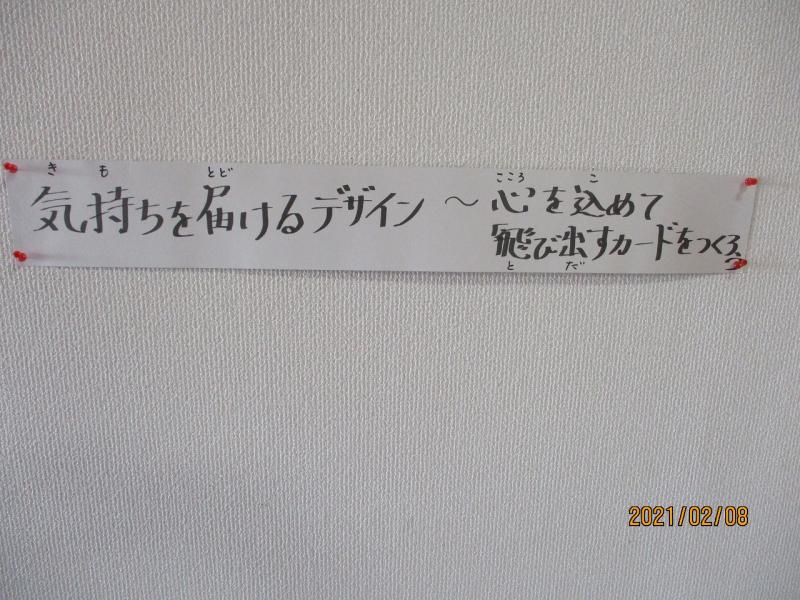 きも とど
気持ちを届けるデザイン～
こころ こ
心を込めて
飛び出すカードをつくろう
と だ
2021/02/08